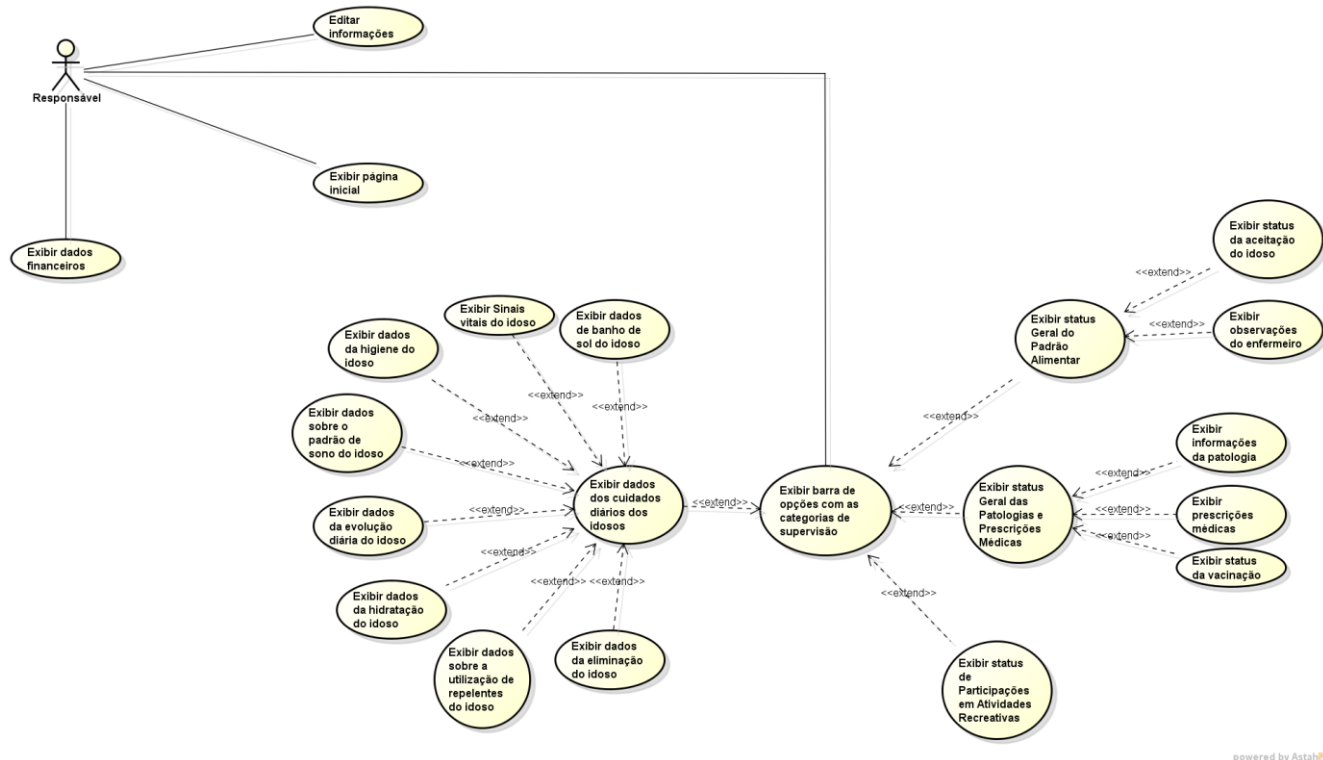 Editar
informações
Responsável
Exibir página
inicial
Exibir dados
financeiros
Exibir status
da aceitação
do idoso
<<extend>>
Exibir
observações
do enfermeiro
<<extend>>
Exibir status
Geral do
Padrão
Alimentar
<<extend>>
Exibir Sinais
vitais do idoso
<<extend>>
Exibir dados
de banho de
sol do idoso
<<extend>>
Exibir dados
da higiene do
idoso
<<extend>>
Exibir dados
sobre o
padrão de
sono do idoso
<<extend>>
Exibir dados
da evolução
diária do idoso
<<extend>>
Exibir dados
da hidratação
do idoso
<<extend>>
Exibir dados
sobre a
utilização de
repelentes
do idoso
<<extend>>
Exibir dados
da eliminação
do idoso
<<extend>>
Exibir dados
dos cuidados
diários dos
idosos
<<extend>>
Exibir barra de
opções com as
categorias de
supervisão
<<extend>>
Exibir status
Geral das
Patologias e
Prescrições
Médicas
<<extend>>
Exibir
informações
da patologia
<<extend>>
Exibir
prescrições
médicas
<<extend>>
Exibir status
da vacinação
<<extend>>
Exibir status
de
Participações
em Atividades
Recreativas
powered by Astah